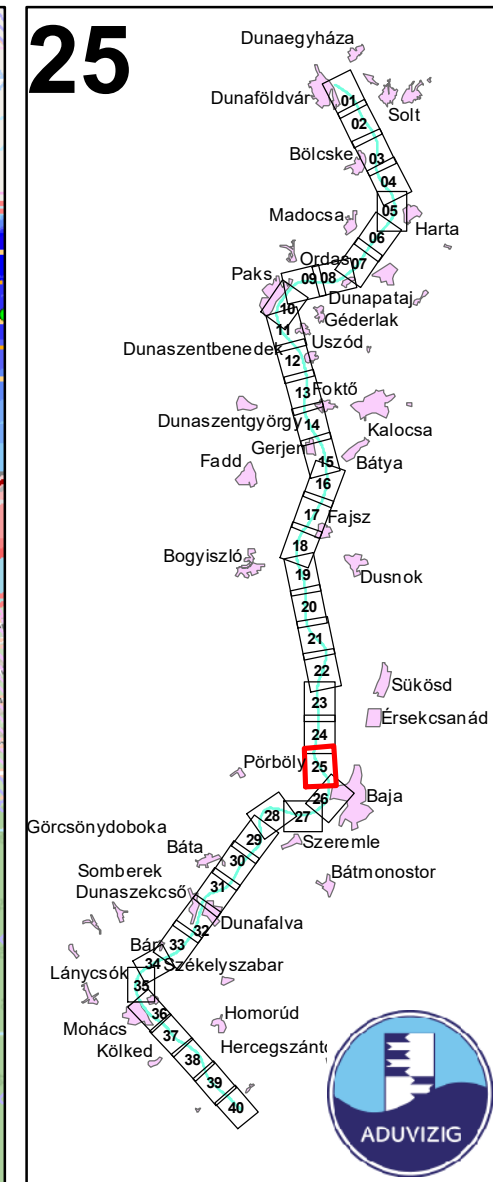 25
Dunaegyháza
Dunaföldvár
01
Solt
02
Bölcske
03
04
05
Madocsa
Harta
06
Ordas
07
Paks
09
08
Dunapataj
10
Géderlak
11
Uszód
Dunaszentbenedek
12
13
Foktő
Dunaszentgyörgy
14
Kalocsa
Gerjen
Fadd
15
Bátya
16
17
Fajsz
18
Bogyiszló
19
Dusnok
20
21
22
Sükösd
23
Érsekcsanád
24
Pörböly
25
26
Baja
28
27
Görcsönydoboka
29
Szeremle
Báta
30
Somberek
31
Bátmonostor
Dunaszekcső
32
Dunafalva
Bár
33
34
Székelyszabar
Lánycsók
35
36
Homorúd
Mohács
37
Kölked
38
Hercegszántó
39
40
ADUVIZIG